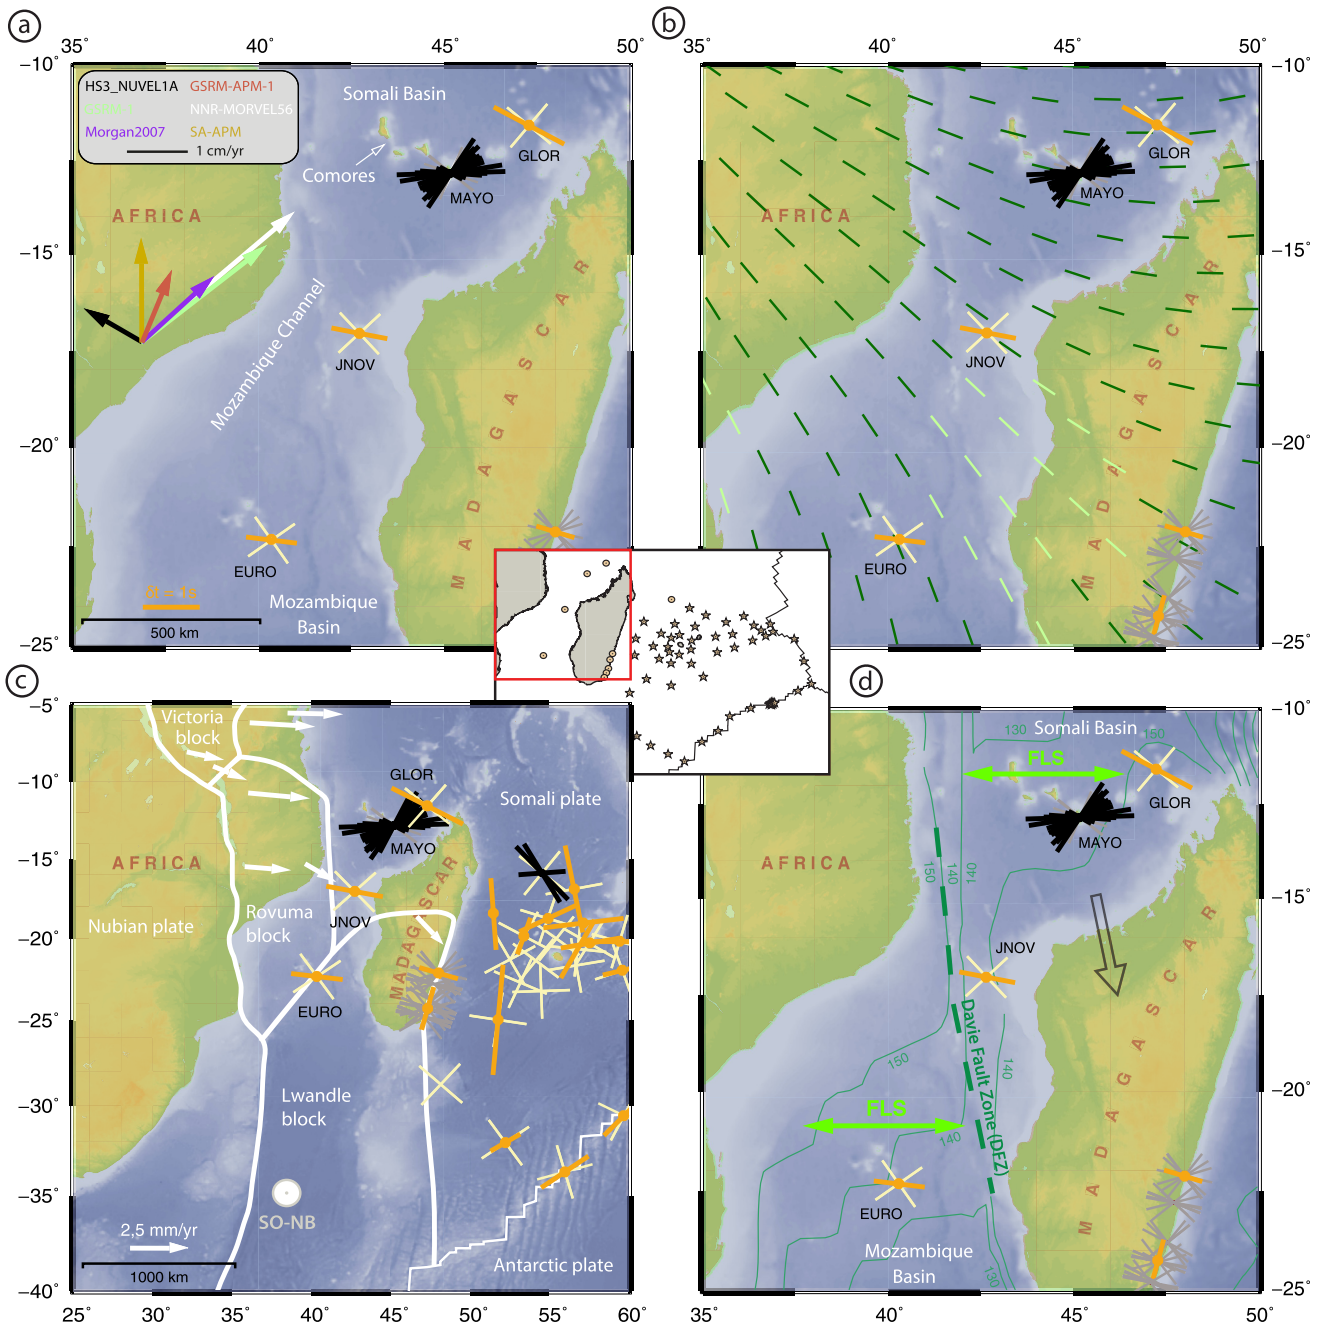 a
35° 40° 45° 50°
−10°
−15°
−20°
−25°
HS3_NUVEL1A GSRM-APM-1
NNR-MORVEL56
Morgan2007 SA-APM
1 cm/yr
Somali Basin
GLOR
Comores
MAYO
AFRICA
Mozambique Channel
JNOV
MADAGASCAR
EURO
δt = 1s
500 km
Mozambique
Basin
b
35° 40° 45° 50°
−10°
−15°
−20°
−25°
GLOR
MAYO
AFRICA
JNOV
MADAGASCAR
EURO
c
−5°
−10°
−15°
−20°
−25°
−30°
−35°
−40°
25° 30° 35° 40° 45° 50° 55° 60°
Victoria
block
GLOR
Somali plate
MAYO
AFRICA
JNOV
Nubian plate
Rovuma
block
MADAGASCAR
EURO
Lwandle
block
SO-NB
2,5 mm/yr
1000 km
Antarctic plate
d
−10°
−15°
−20°
−25°
35° 40° 45° 50°
Somali Basin
130
150
FLS
GLOR
MAYO
AFRICA
150
140
140
JNOV
Davie Fault Zone (DFZ)
MADAGASCAR
150
140
FLS
140
EURO
Mozambique
Basin
130